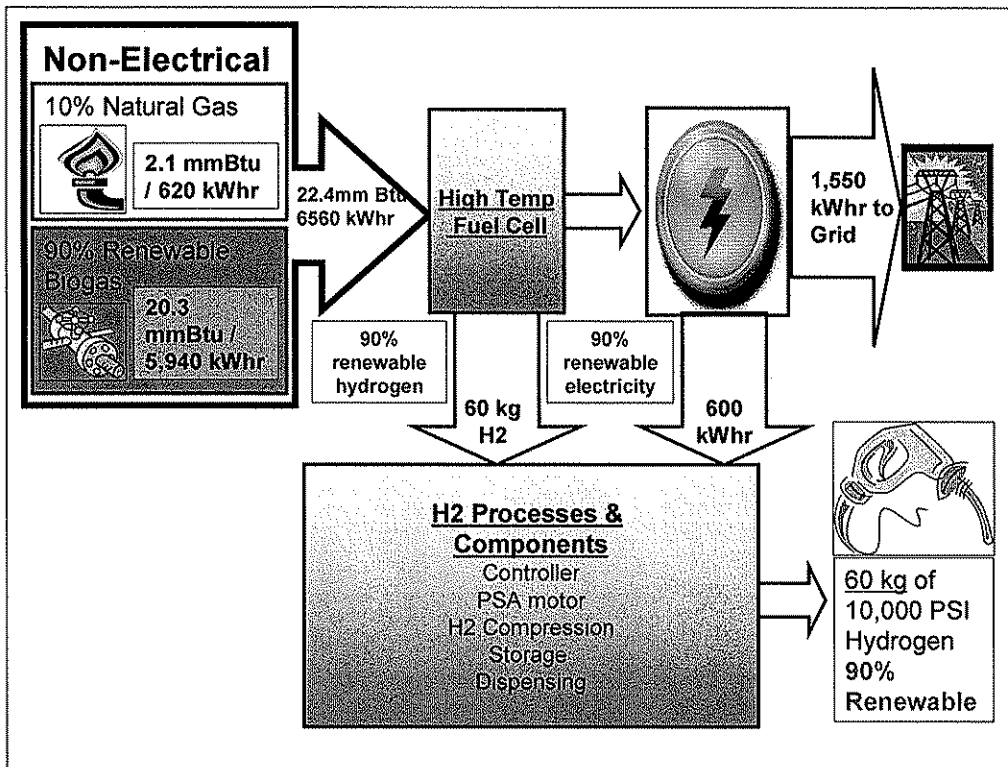 Non-Electrical
10% Natural Gas
2.1 mmBtu
/ 620 kWhr
90% Renewable
Biogas
20.3
mmBtu /
5,940 kWhr
22.4mm Btu
6560 kWhr
High Temp
Fuel Cell
1,550
kWhr to
Grid
90%
renewable
hydrogen
60 kg
H2
90%
renewable
electricity
600
kWhr
H2 Processes &
Components
Controller
PSA motor
H2 Compression
Storage
Dispensing
60 kg of
10,000 PSI
Hydrogen
90%
Renewable